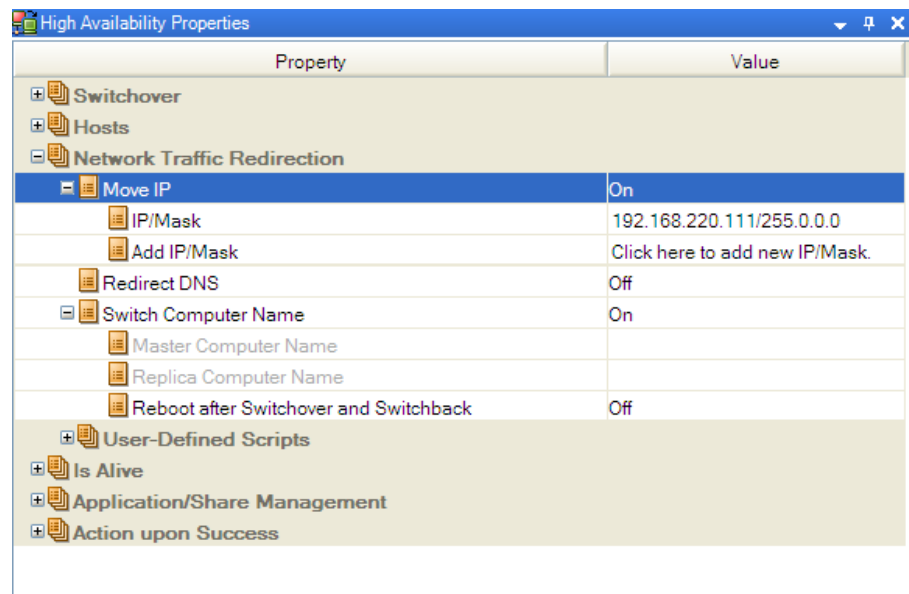 High Availability Properties
Property Value
Switchover
Hosts
Network Traffic Redirection
Move IP On
IP/Mask 192.168.220.111/255.0.0.0
Add IP/Mask Click here to add new IP/Mask.
Redirect DNS Off
Switch Computer Name On
Master Computer Name
Replica Computer Name
Reboot after Switchover and Switchback Off
User-Defined Scripts
Is Alive
Application/Share Management
Action upon Success